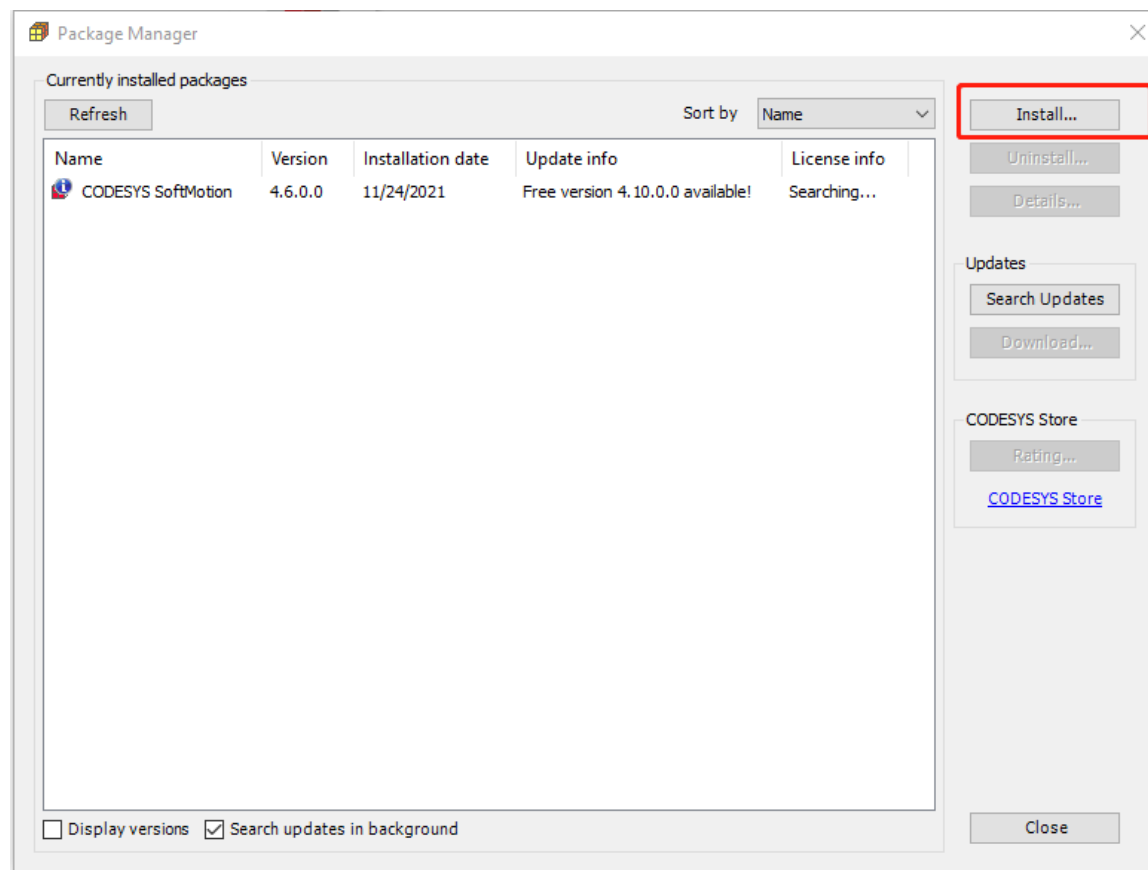 Package Manager
Currently installed packages
Refresh
Sort by
Name
Install...
Name Version Installation date Update info License info
Uninstall...
CODESYS SoftMotion 4.6.0.0 11/24/2021 Free version 4.10.0.0 available! Searching...
Details...
Updates
Search Updates
Download...
CODESYS Store
Rating...
CODESYS Store
Display versions
Search updates in background
Close